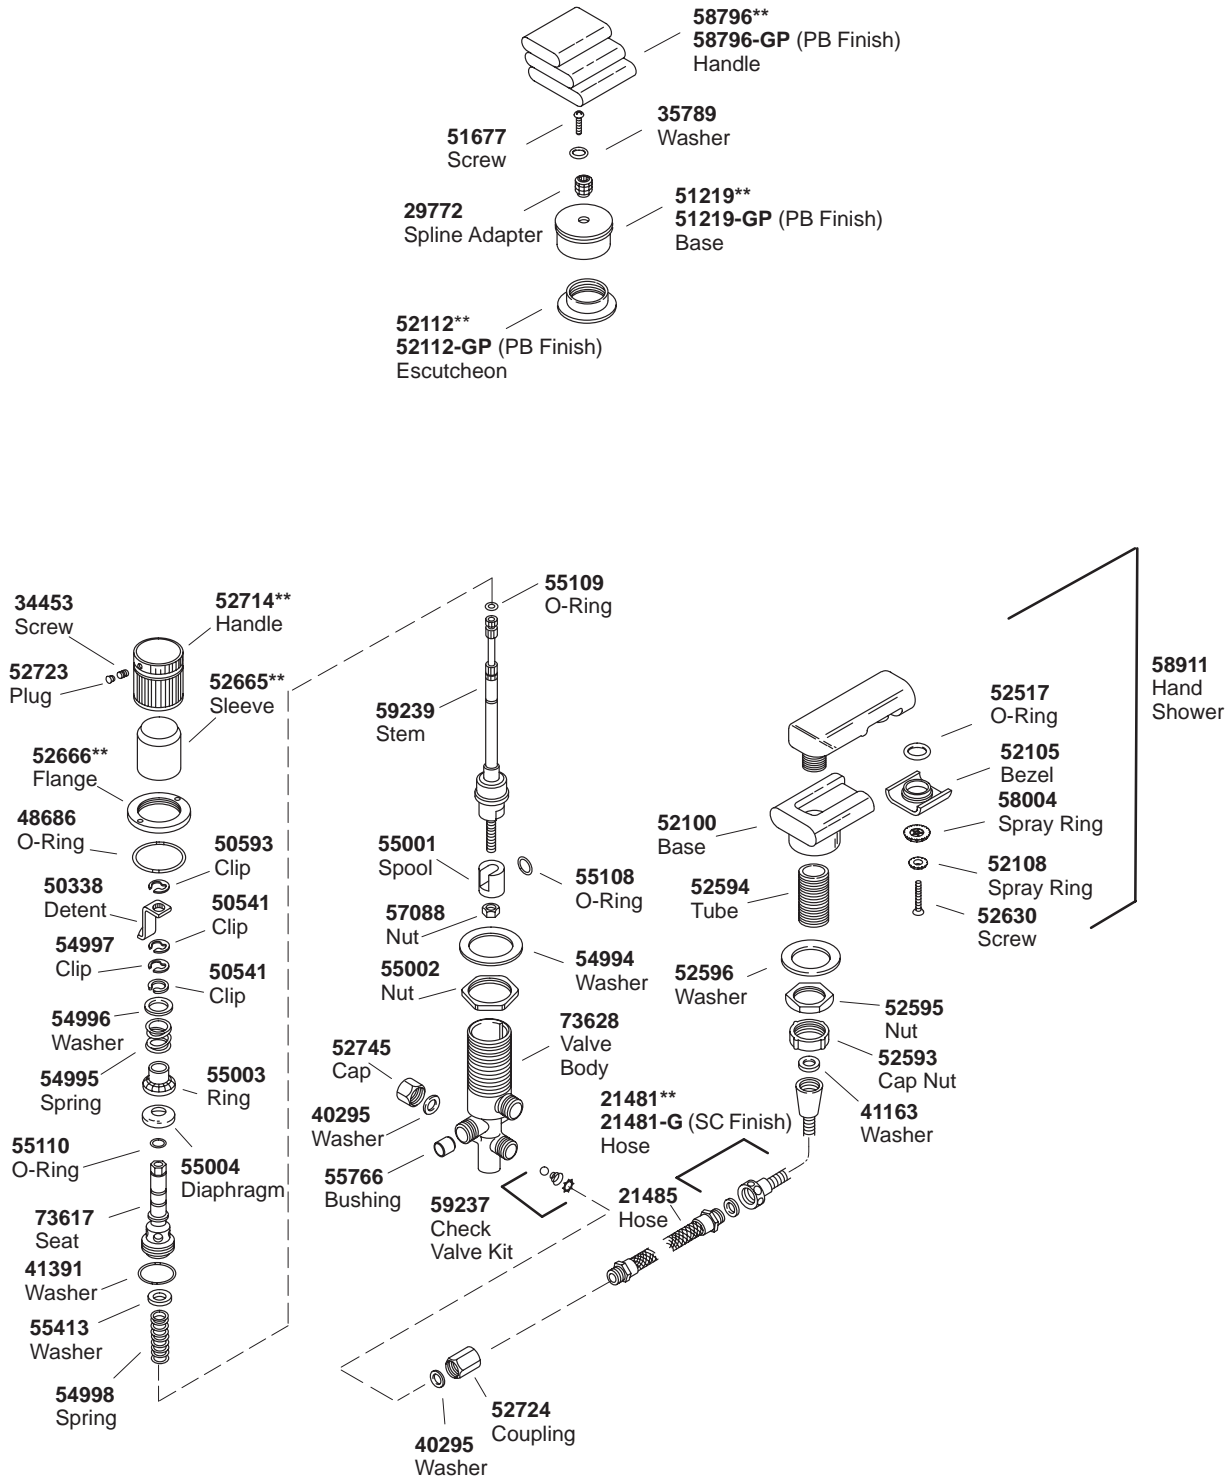 58796**
58796-GP (PB Finish)
Handle
35789
Washer
51677
Screw
29772
Spline Adapter
51219**
51219-GP (PB Finish)
Base
52112**
52112-GP (PB Finish)
Escutcheon
34453
Screw
52714**
Handle
52723
Plug
52665**
Sleeve
52666**
Flange
48686
O-Ring
50593
Clip
50338
Detent
50541
Clip
54997
Clip
50541
Clip
54996
Washer
54995
Spring
55003
Ring
55110
O-Ring
55004
Diaphragm
73617
Seat
41391
Washer
55413
Washer
54998
Spring
55109
O-Ring
59239
Stem
55001
Spool
55108
O-Ring
57088
Nut
54994
Washer
55002
Nut
73628
Valve
Body
52745
Cap
40295
Washer
55766
Bushing
59237
Check
Valve Kit
21481**
21481-G (SC Finish)
Hose
21485
Hose
52724
Coupling
40295
Washer
58911
Hand
Shower
52517
O-Ring
52105
Bezel
58004
Spray Ring
52108
Spray Ring
52630
Screw
52100
Base
52594
Tube
52596
Washer
52595
Nut
52593
Cap Nut
41163
Washer